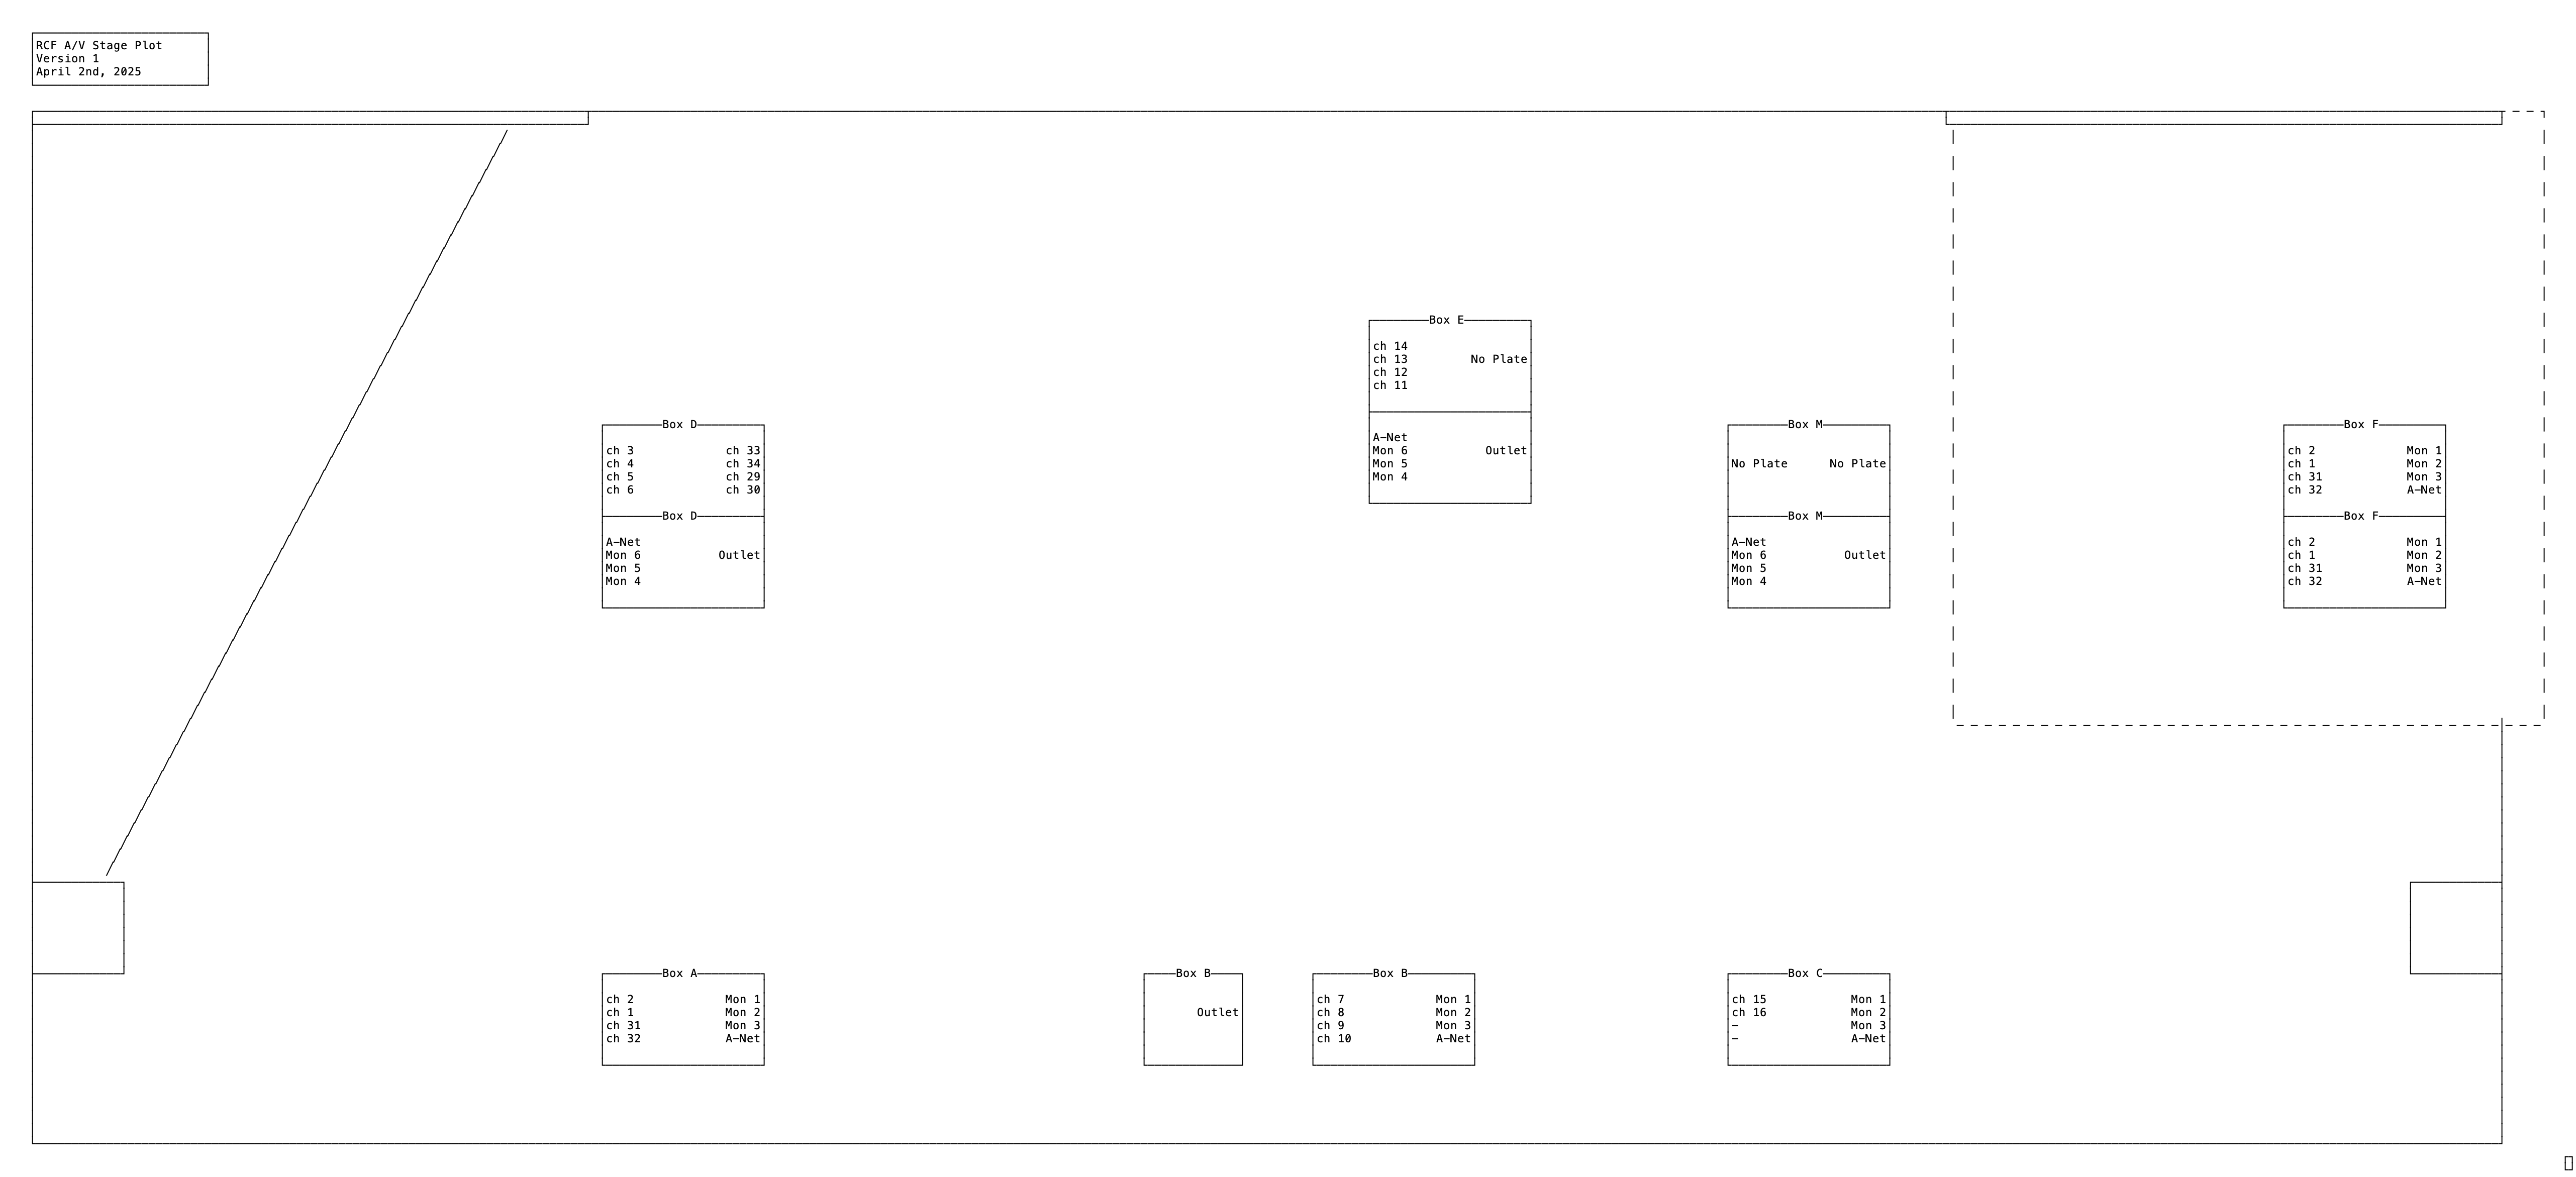 RCF A/V Stage Plot
Version 1
April 2nd, 2025
Box E
ch 14
ch 13 No Plate
ch 12
ch 11
A-Net
Mon 6 Outlet
Mon 5
Mon 4
Box D
ch 3 ch 33
ch 4 ch 34
ch 5 ch 29
ch 6 ch 30
Box D
A-Net
Mon 6 Outlet
Mon 5
Mon 4
Box M
No Plate No Plate
Box M
A-Net
Mon 6 Outlet
Mon 5
Mon 4
Box F
ch 2 Mon 1
ch 1 Mon 2
ch 31 Mon 3
ch 32 A-Net
Box F
ch 2 Mon 1
ch 1 Mon 2
ch 31 Mon 3
ch 32 A-Net
Box A
ch 2 Mon 1
ch 1 Mon 2
ch 31 Mon 3
ch 32 A-Net
Box B
Outlet
Box B
ch 7 Mon 1
ch 8 Mon 2
ch 9 Mon 3
ch 10 A-Net
Box C
ch 15 Mon 1
ch 16 Mon 2
- Mon 3
- A-Net